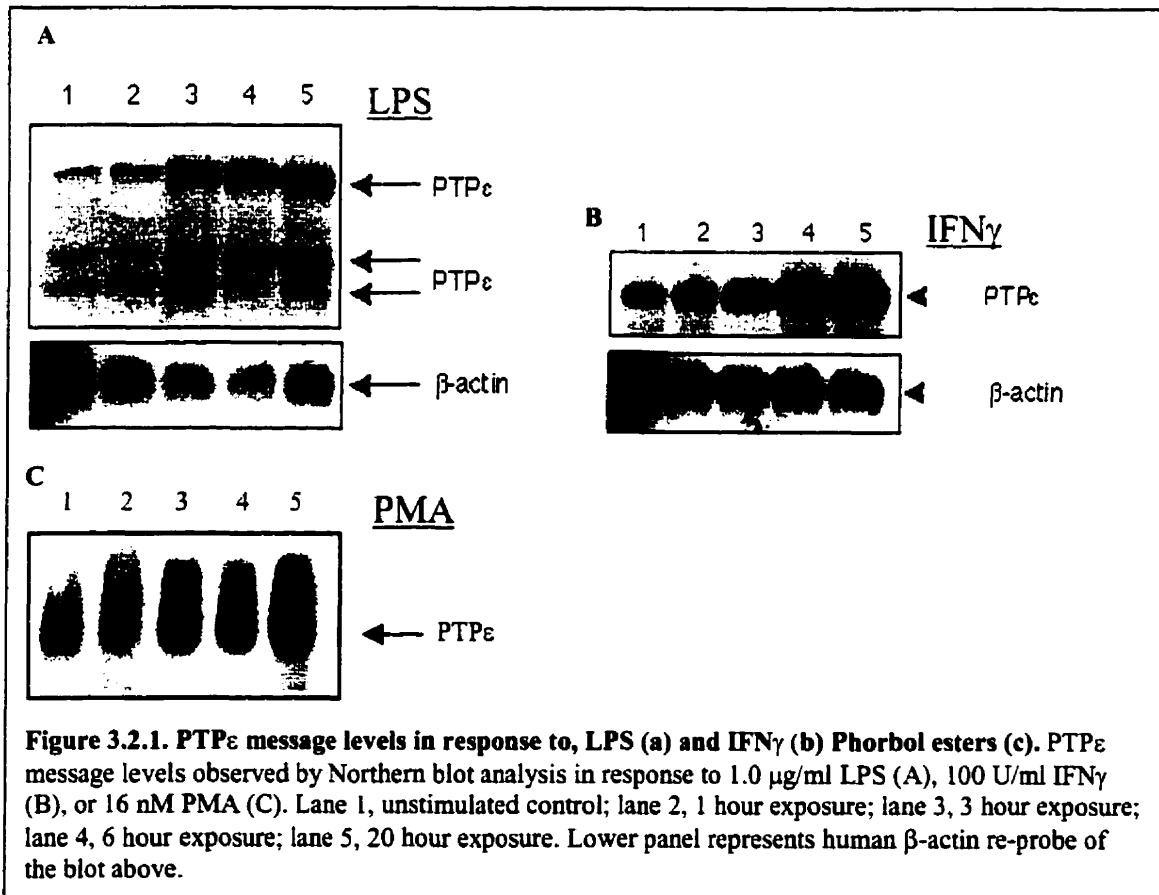 A
1 2 3 4 5 LPS
PTPε
PTPε
β-actin
B
1 2 3 4 5 IFNγ
PTPε
β-actin
C
1 2 3 4 5 PMA
PTPε
Figure 3.2.1. PTPε message levels in response to, LPS (a) and IFNγ (b) Phorbol esters (c). PTPε
message levels observed by Northern blot analysis in response to 1.0 μg/ml LPS (A), 100 U/ml IFNγ
(B), or 16 nM PMA (C). Lane 1, unstimulated control; lane 2, 1 hour exposure; lane 3, 3 hour exposure;
lane 4, 6 hour exposure; lane 5, 20 hour exposure. Lower panel represents human β-actin re-probe of
the blot above.